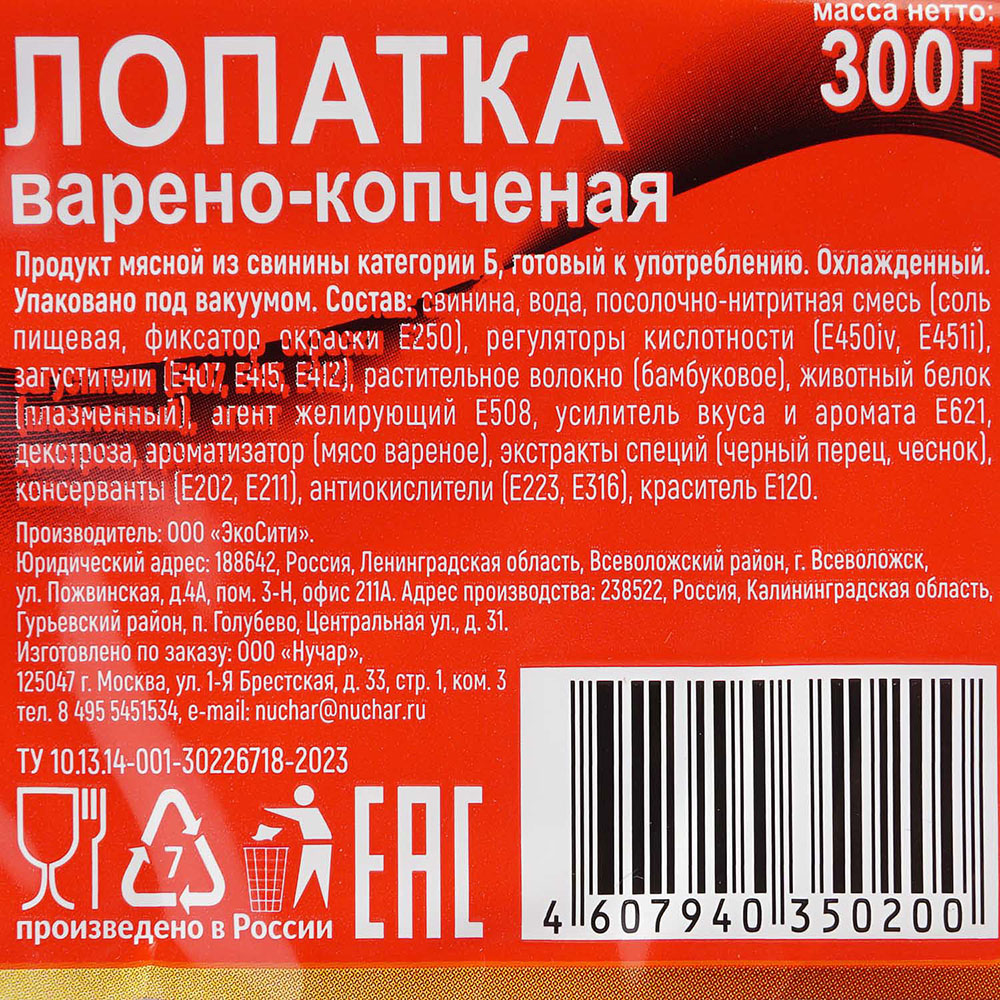 масса нетто:
300г
ЛОПАТКА
варено-копченая
Продукт мясной из свинины категории Б, готовый к употреблению. Охлажденный.
Упаковано под вакуумом. Состав: свинина, вода, посолочно-нитритная смесь (соль
пищевая, фиксатор окраски Е250), регуляторы кислотности (Е450iv, Е451i),
загустители (Е407, Е415, Е412), растительное волокно (бамбуковое), животный белок
(плазменный), агент желирующий Е508, усилитель вкуса и аромата Е621,
декстроза, ароматизатор (мясо вареное), экстракты специй (черный перец, чеснок),
консерванты (Е202, Е211), антиокислители (Е223, Е316), краситель Е120.
Производитель: ООО «ЭкоСити».
Юридический адрес: 188642, Россия, Ленинградская область, Всеволожский район, г. Всеволожск,
ул. Пожвинская, д.4А, пом. 3-Н, офис 211А. Адрес производства: 238522, Россия, Калининградская область,
Гурьевский район, п. Голубево, Центральная ул., д. 31.
Изготовлено по заказу: ООО «Нучар»,
125047 г. Москва, ул. 1-Я Брестская, д. 33, стр. 1, ком. 3
тел. 8 495 5451534, e-mail: nuchar@nuchar.ru
ТУ 10.13.14-001-30226718-2023
7
ЕАС
произведено в России
4 607940 350200